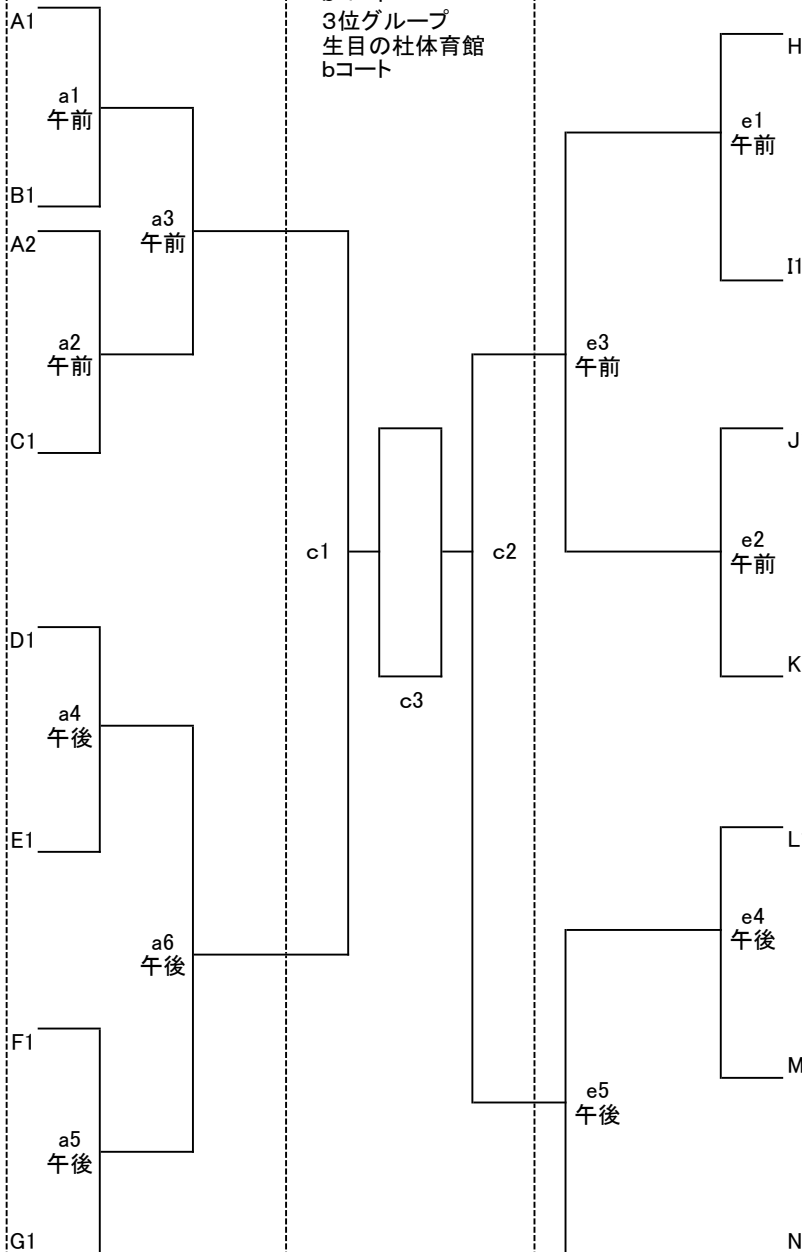 3位グループ
生目の杜体育館
bコート
A1
a1
午前
B1
a3
午前
A2
a2
午前
C1
c1
c2
c3
D1
a4
午後
E1
a6
午後
F1
a5
午後
G1
H
e1
午前
I1
e3
午前
J
e2
午前
K
L
e4
午後
M
e5
午後
N